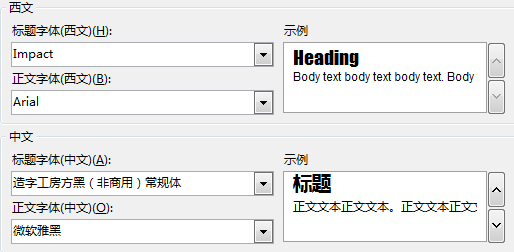 西文
标题字体(西文)(H):
示例
Impact
Heading
Body text body text body text. Body
正文字体(西文)(B):
Arial
中文
标题字体(中文)(A):
示例
造字工房方黑（非商用）常规体
标题
正文文本正文文本。正文文本正文
正文字体(中文)(O):
微软雅黑